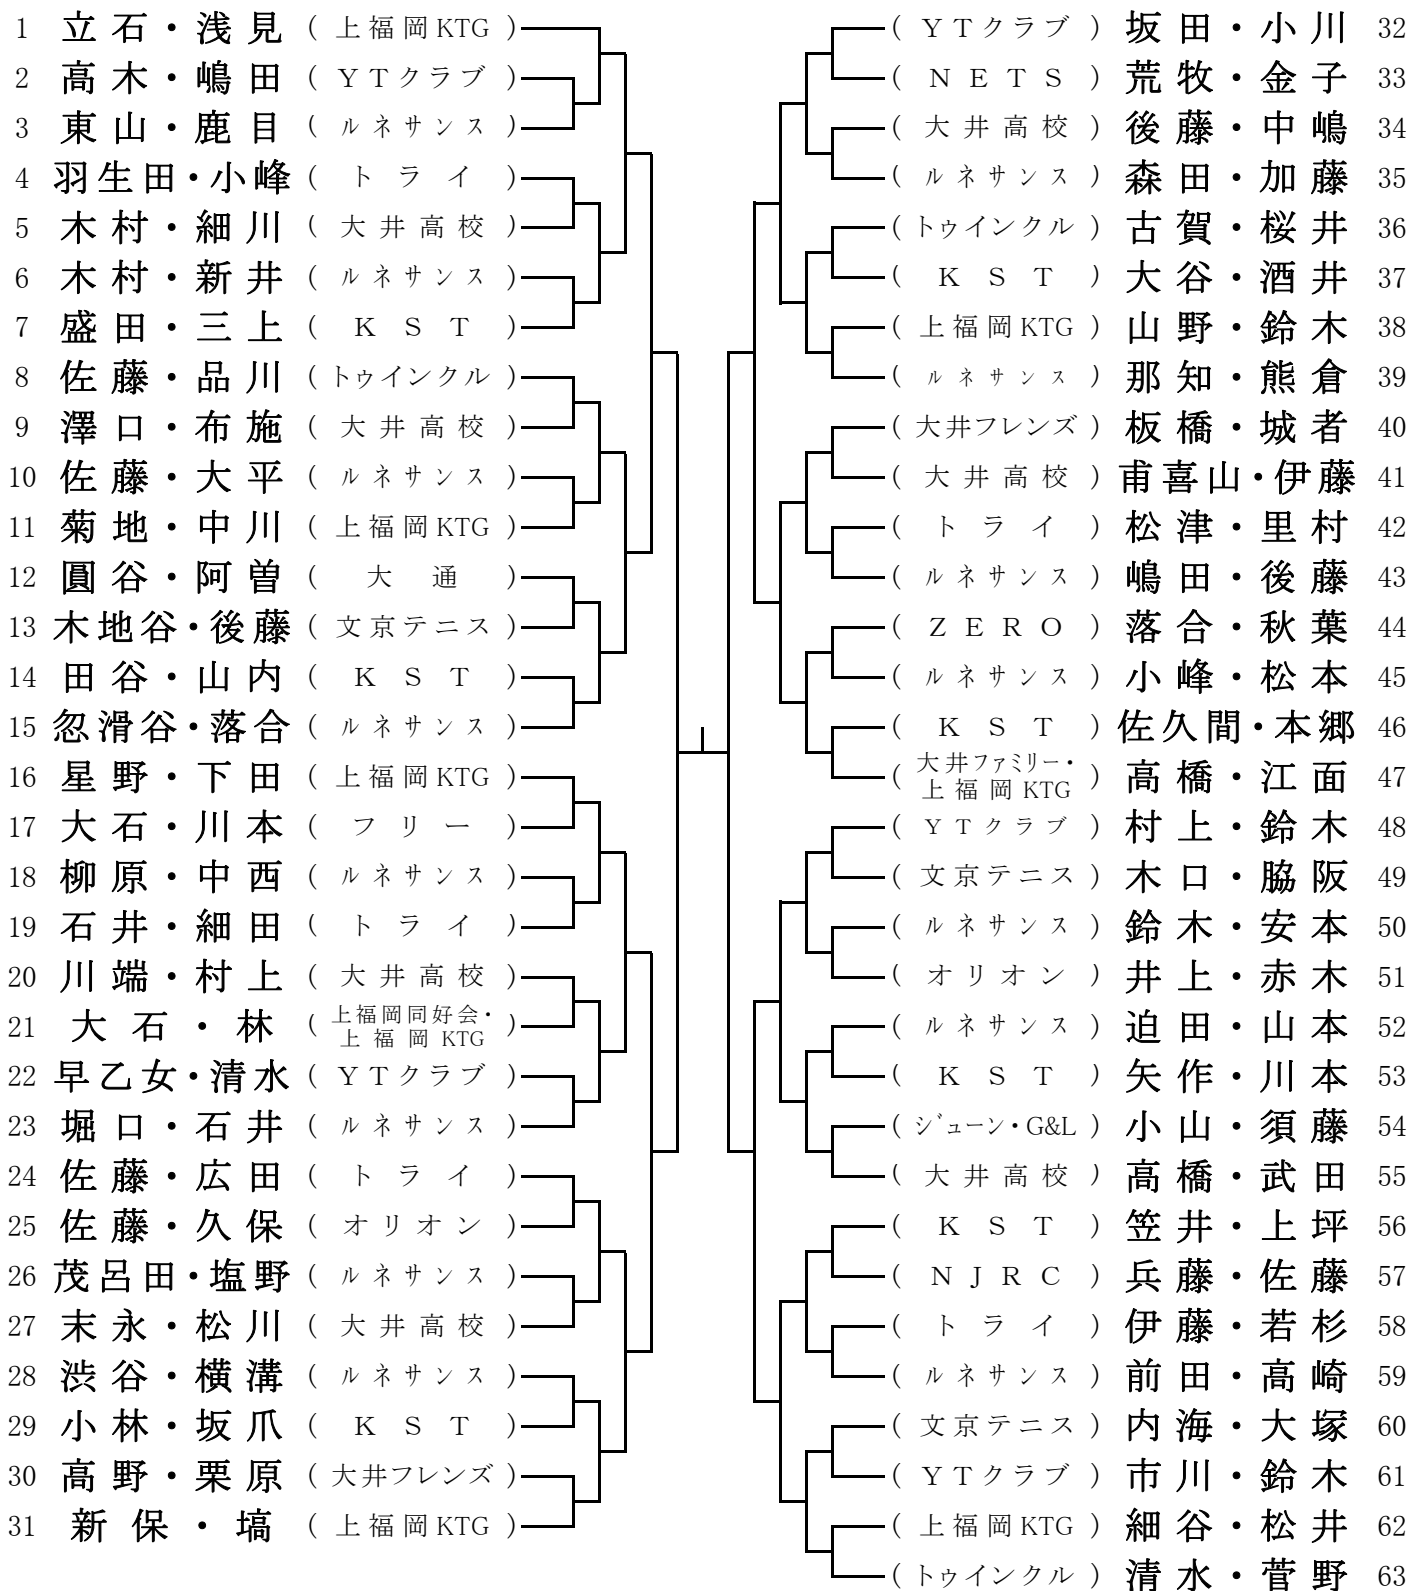 1 立石・浅見 (上福岡KTG)
2 高木・嶋田 (YTクラブ)
3 東山・鹿目 (ルネサンス)
4 羽生田・小峰 (トライ)
5 木村・細川 (大井高校)
6 木村・新井 (ルネサンス)
7 盛田・三上 (KST)
8 佐藤・品川 (トゥインクル)
9 澤口・布施 (大井高校)
10 佐藤・大平 (ルネサンス)
11 菊地・中川 (上福岡KTG)
12 圓谷・阿曽 (大通)
13 木地谷・後藤 (文京テニス)
14 田谷・山内 (KST)
15 忽滑谷・落合 (ルネサンス)
16 星野・下田 (上福岡KTG)
17 大石・川本 (フリー)
18 柳原・中西 (ルネサンス)
19 石井・細田 (トライ)
20 川端・村上 (大井高校)
21 大石・林 (上福岡同好会・
上福岡KTG)
22 早乙女・清水 (YTクラブ)
23 堀口・石井 (ルネサンス)
24 佐藤・広田 (トライ)
25 佐藤・久保 (オリオン)
26 茂呂田・塩野 (ルネサンス)
27 末永・松川 (大井高校)
28 渋谷・横溝 (ルネサンス)
29 小林・坂爪 (KST)
30 高野・栗原 (大井フレンズ)
31 新保・塙 (上福岡KTG)
(YTクラブ) 坂田・小川 32
(NETS) 荒牧・金子 33
(大井高校) 後藤・中嶋 34
(ルネサンス) 森田・加藤 35
(トゥインクル) 古賀・桜井 36
(KST) 大谷・酒井 37
(上福岡KTG) 山野・鈴木 38
(ルネサンス) 那知・熊倉 39
(大井フレンズ) 板橋・城者 40
(大井高校) 甫喜山・伊藤 41
(トライ) 松津・里村 42
(ルネサンス) 嶋田・後藤 43
(ZERO) 落合・秋葉 44
(ルネサンス) 小峰・松本 45
(KST) 佐久間・本郷 46
(大井ファミリー・
上福岡KTG) 高橋・江面 47
(YTクラブ) 村上・鈴木 48
(文京テニス) 木口・脇阪 49
(ルネサンス) 鈴木・安本 50
(オリオン) 井上・赤木 51
(ルネサンス) 迫田・山本 52
(KST) 矢作・川本 53
(ジューン・G&L) 小山・須藤 54
(大井高校) 高橋・武田 55
(KST) 笠井・上坪 56
(NJRC) 兵藤・佐藤 57
(トライ) 伊藤・若杉 58
(ルネサンス) 前田・高崎 59
(文京テニス) 内海・大塚 60
(YTクラブ) 市川・鈴木 61
(上福岡KTG) 細谷・松井 62
(トゥインクル) 清水・菅野 63